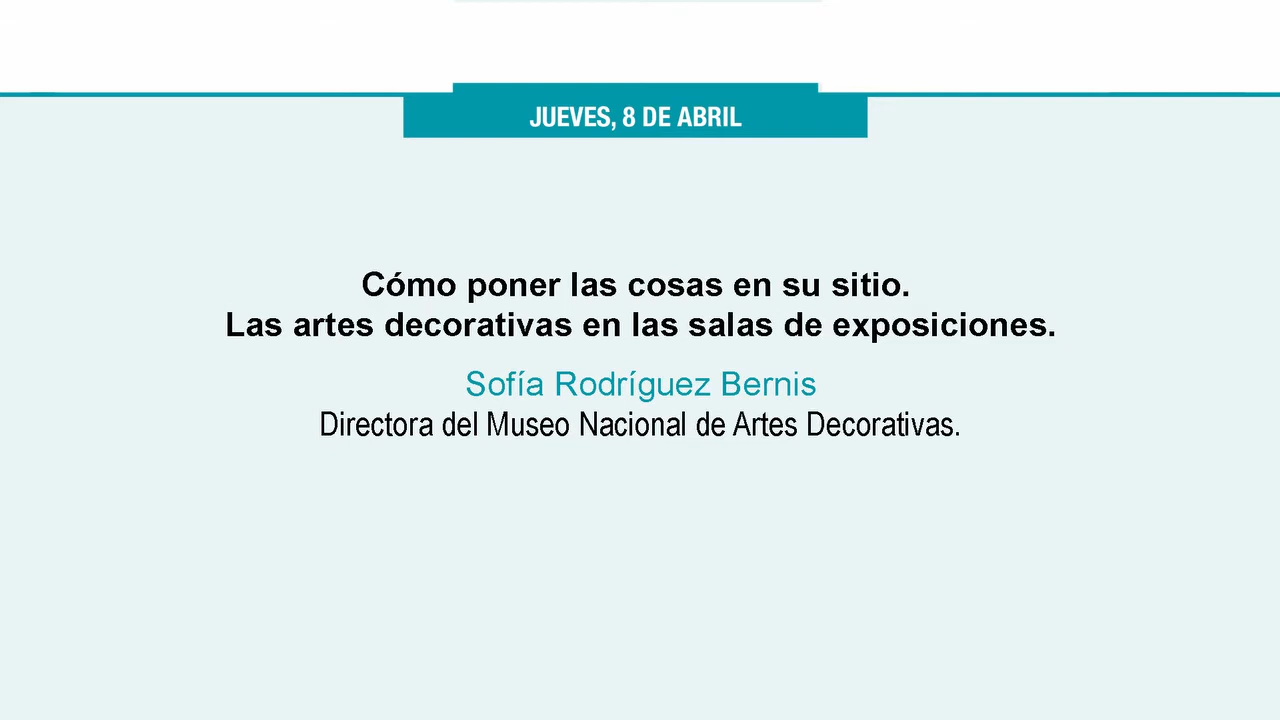 JUEVES, 8 DE ABRIL
Cómo poner las cosas en su sitio.
Las artes decorativas en las salas de exposiciones.
Sofía Rodríguez Bernis
Directora del Museo Nacional de Artes Decorativas.